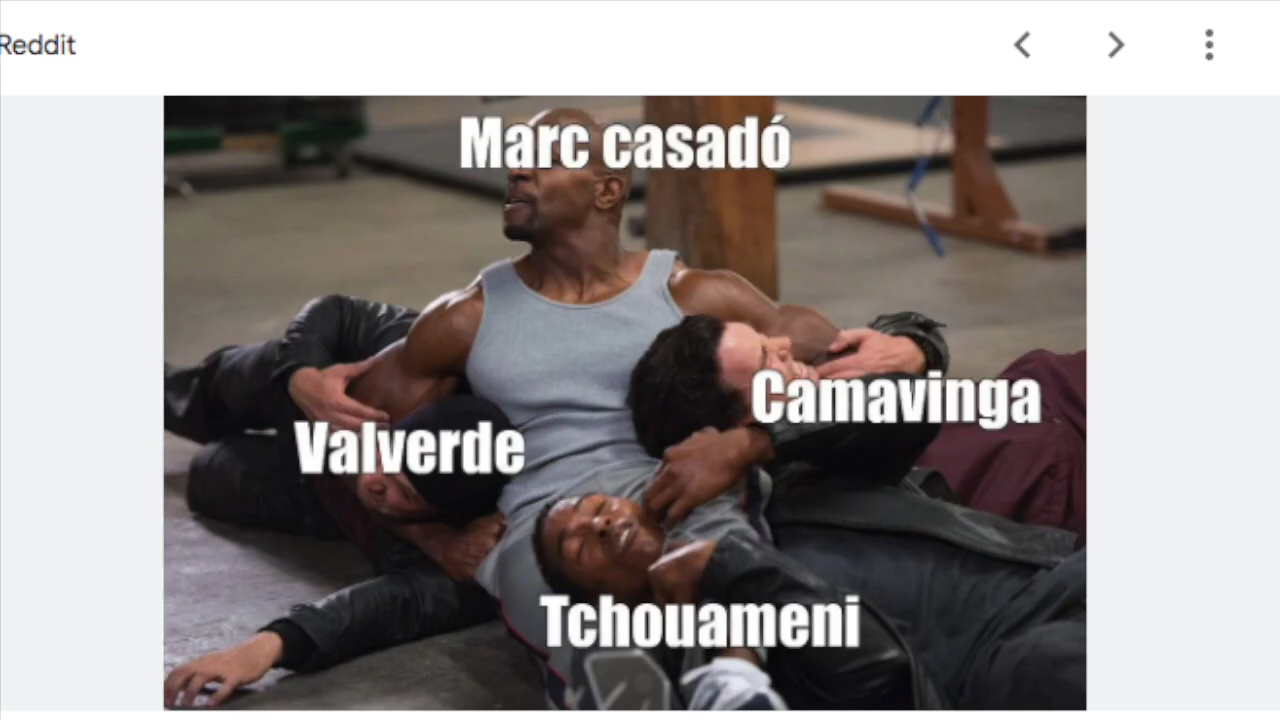 Reddit
Marc casadó
Camavinga
Valverde
Tchouameni